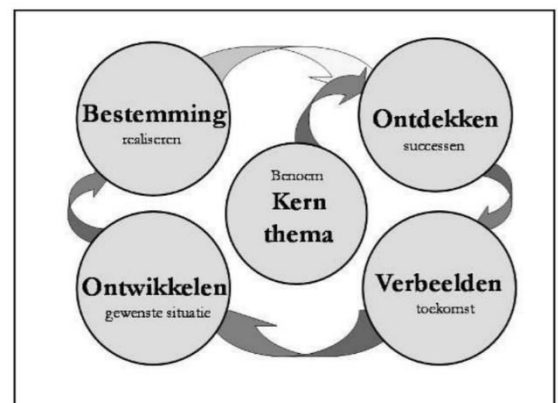 Bestemming
realiseren
Ontdekken
successen
Benoem
Kern
thema
Ontwikkelen
gewenste situatie
Verbeelden
toekomst